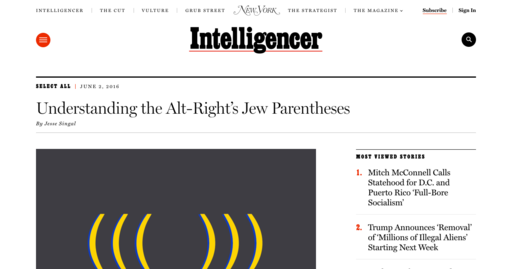 INTELLIGENCER | THE CUT | VULTURE | GRUB STREET | NEW YORK | THE STRATEGIST | THE MAGAZINE
Subscribe | Sign In
Intelligencer
SELECT ALL | JUNE 2, 2016
Understanding the Alt-Right's Jew Parentheses
By Jesse Singal
((( )))
MOST VIEWED STORIES
1. Mitch McConnell Calls
Statehood for D.C. and
Puerto Rico 'Full-Bore
Socialism'
2. Trump Announces 'Removal'
of 'Millions of Illegal Aliens'
Starting Next Week